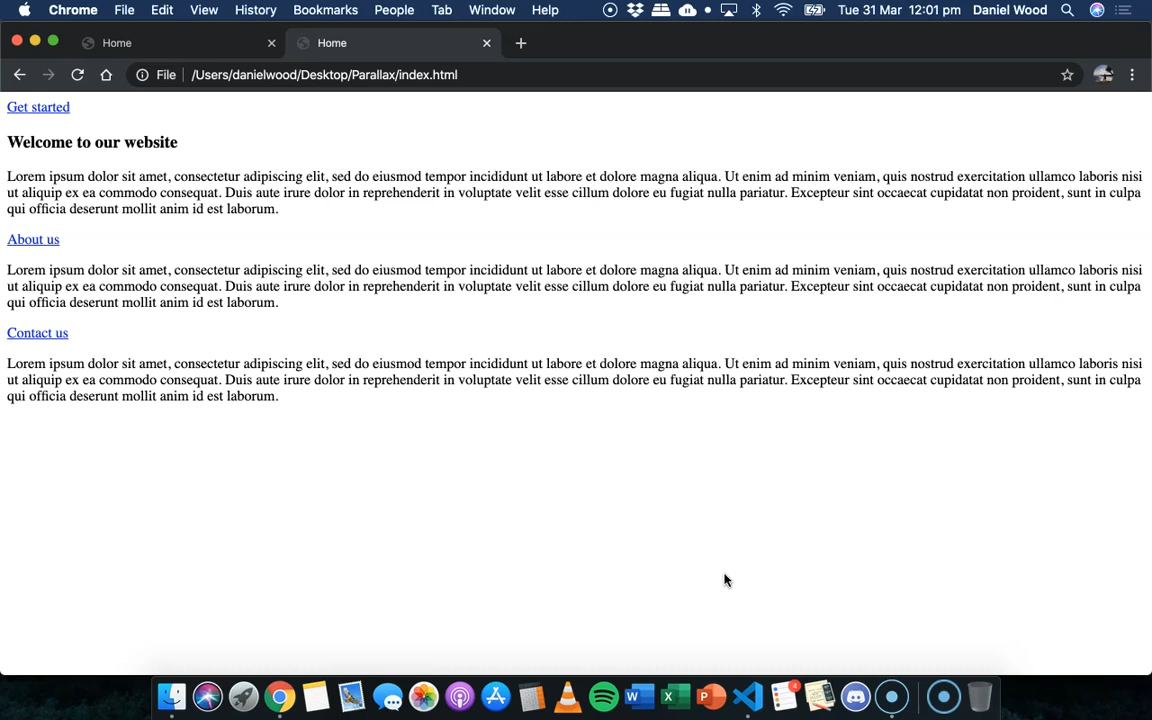 Chrome File Edit View History Bookmarks People Tab Window Help Tue 31 Mar 12:01 pm Daniel Wood
Home Home
File /Users/danielwood/Desktop/Parallax/index.html
Get started
Welcome to our website
Lorem ipsum dolor sit amet, consectetur adipiscing elit, sed do eiusmod tempor incididunt ut labore et dolore magna aliqua. Ut enim ad minim veniam, quis nostrud exercitation ullamco laboris nisi
ut aliquip ex ea commodo consequat. Duis aute irure dolor in reprehenderit in voluptate velit esse cillum dolore eu fugiat nulla pariatur. Excepteur sint occaecat cupidatat non proident, sunt in culpa
qui officia deserunt mollit anim id est laborum.
About us
Lorem ipsum dolor sit amet, consectetur adipiscing elit, sed do eiusmod tempor incididunt ut labore et dolore magna aliqua. Ut enim ad minim veniam, quis nostrud exercitation ullamco laboris nisi
ut aliquip ex ea commodo consequat. Duis aute irure dolor in reprehenderit in voluptate velit esse cillum dolore eu fugiat nulla pariatur. Excepteur sint occaecat cupidatat non proident, sunt in culpa
qui officia deserunt mollit anim id est laborum.
Contact us
Lorem ipsum dolor sit amet, consectetur adipiscing elit, sed do eiusmod tempor incididunt ut labore et dolore magna aliqua. Ut enim ad minim veniam, quis nostrud exercitation ullamco laboris nisi
ut aliquip ex ea commodo consequat. Duis aute irure dolor in reprehenderit in voluptate velit esse cillum dolore eu fugiat nulla pariatur. Excepteur sint occaecat cupidatat non proident, sunt in culpa
qui officia deserunt mollit anim id est laborum.
W X P 4